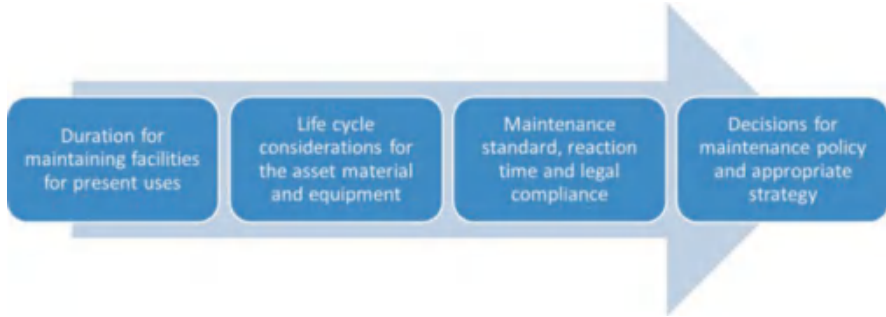 Duration for
maintaining facilities
for present uses
Life cycle
considerations for
the asset material
and equipment
Maintenance
standard, reaction
time and legal
compliance
Decisions for
maintenance policy
and appropriate
strategy